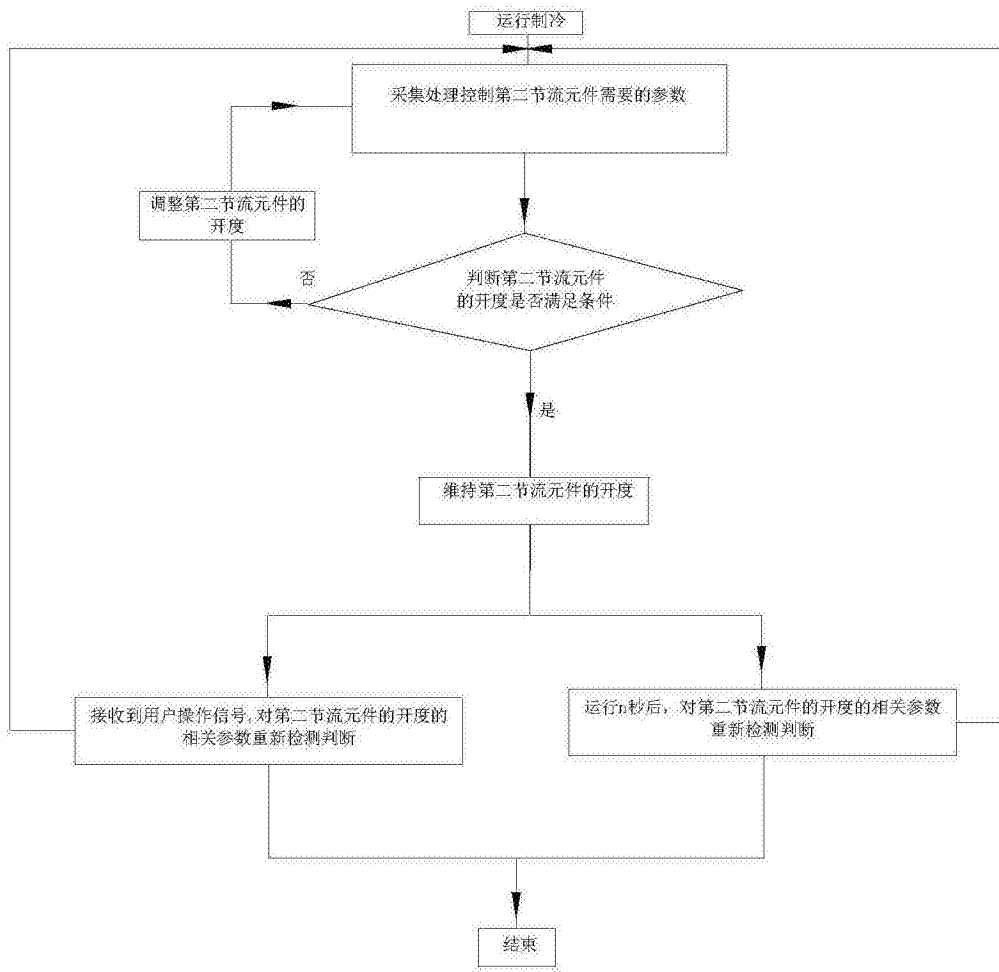 运行制冷
采集处理控制第二节流元件需要的参数
调整第二节流元件的
开度
否
判断第二节流元件
的开度是否满足条件
是
维持第二节流元件的开度
接收到用户操作信号,对第二节流元件的开度的
相关参数重新检测判断
运行n秒后，对第二节流元件的开度的相关参数
重新检测判断
结束